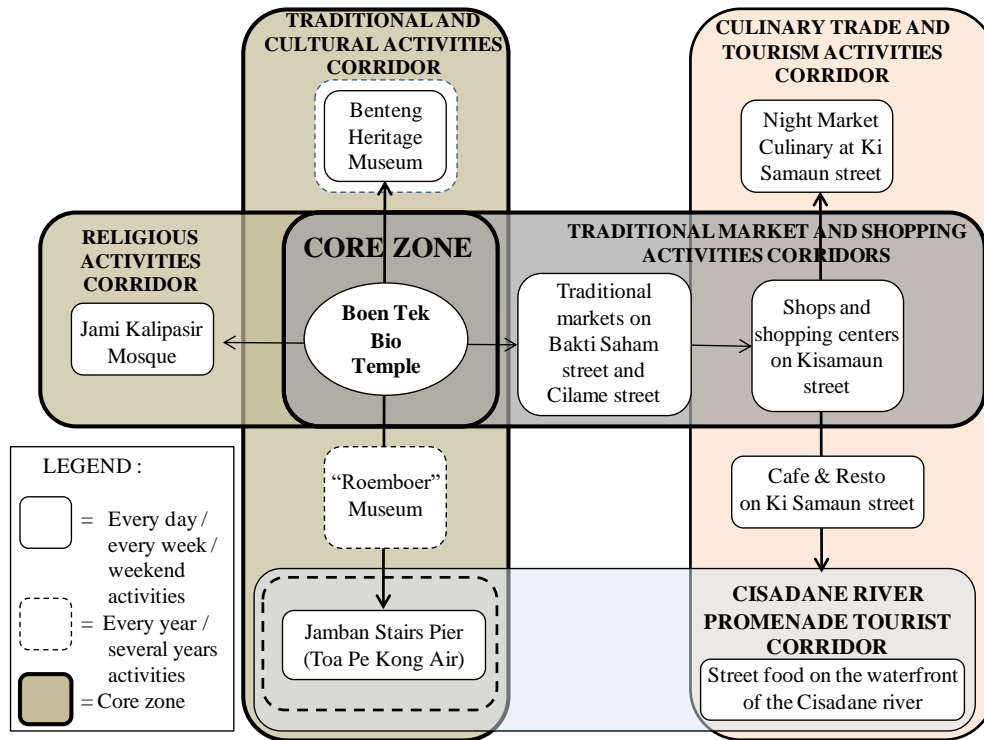 TRADITIONAL AND
CULTURAL ACTIVITIES
CORRIDOR
CULINARY TRADE AND
TOURISM ACTIVITIES
CORRIDOR
Benteng
Heritage
Museum
Night Market
Culinary at Ki
Samaun street
RELIGIOUS
ACTIVITIES
CORRIDOR
CORE ZONE
TRADITIONAL MARKET AND SHOPPING
ACTIVITIES CORRIDORS
Jami Kalipasir
Mosque
Boen Tek
Bio
Temple
Traditional
markets on
Bakti Saham
street and
Cilame street
Shops and
shopping centers
on Kisamaun
street
LEGEND :
= Every day /
every week /
weekend
activities
= Every year /
several years
activities
= Core zone
“Roemboer”
Museum
Cafe & Resto
on Ki Samaun street
Jamban Stairs Pier
(Toa Pe Kong Air)
CISADANE RIVER
PROMENADE TOURIST
CORRIDOR
Street food on the waterfront
of the Cisadane river